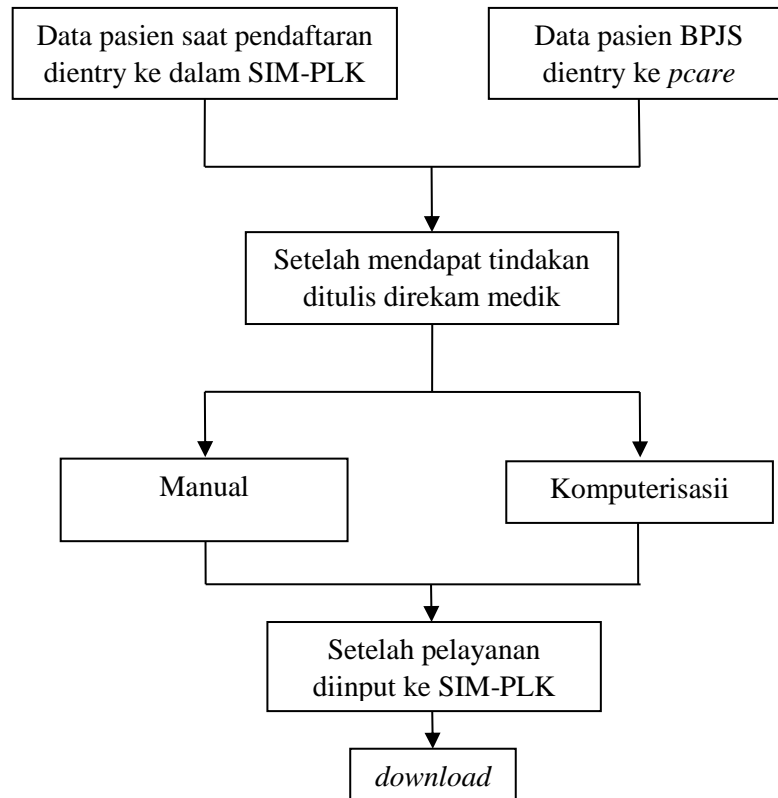 Data pasien saat pendaftaran
dientry ke dalam SIM-PLK
Data pasien BPJS
dientry ke pcare
Setelah mendapat tindakan
ditulis direkam medik
Manual
Komputerisasii
Setelah pelayanan
diinput ke SIM-PLK
download